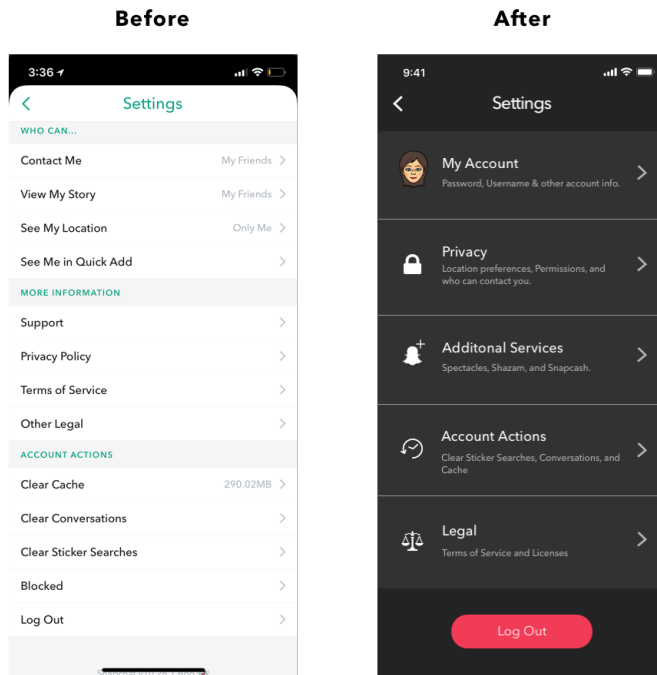 Before
After
3:36
Settings
WHO CAN...
Contact Me My Friends
View My Story My Friends
See My Location Only Me
See Me in Quick Add
MORE INFORMATION
Support
Privacy Policy
Terms of Service
Other Legal
ACCOUNT ACTIONS
Clear Cache 290.02MB
Clear Conversations
Clear Sticker Searches
Blocked
Log Out
9:41
Settings
My Account
Password, Username & other account info.
Privacy
Location preferences, Permissions, and
who can contact you.
Additonal Services
Spectacles, Shazam, and Snapcash.
Account Actions
Clear Sticker Searches, Conversations, and
Cache
Legal
Terms of Service and Licenses
Log Out